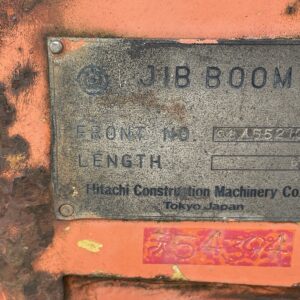 JIB BOOM
FRONT NO.
LENGTH
Hitachi Construction Machinery Co.
Tokyo Japan